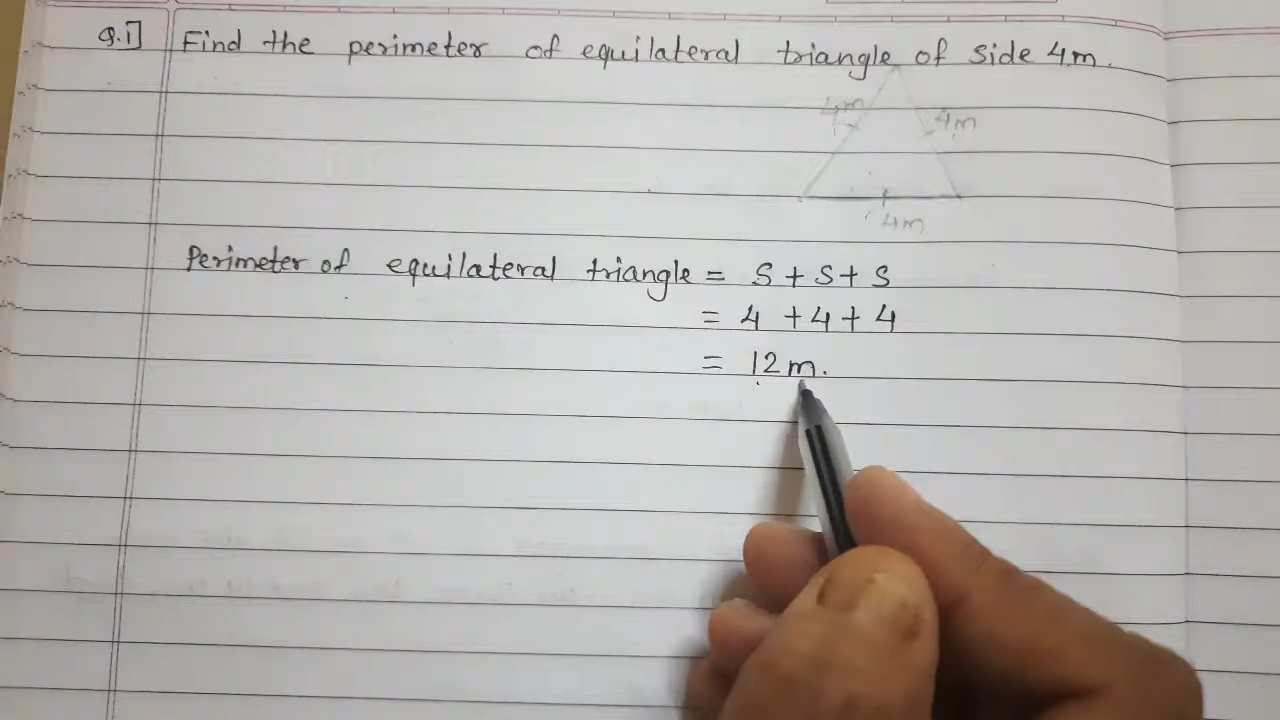 Q.1] Find the perimeter of equilateral triangle of side 4m.
4m
4m
4m
Perimeter of equilateral triangle = S + S + S
= 4 + 4 + 4
= 12m.